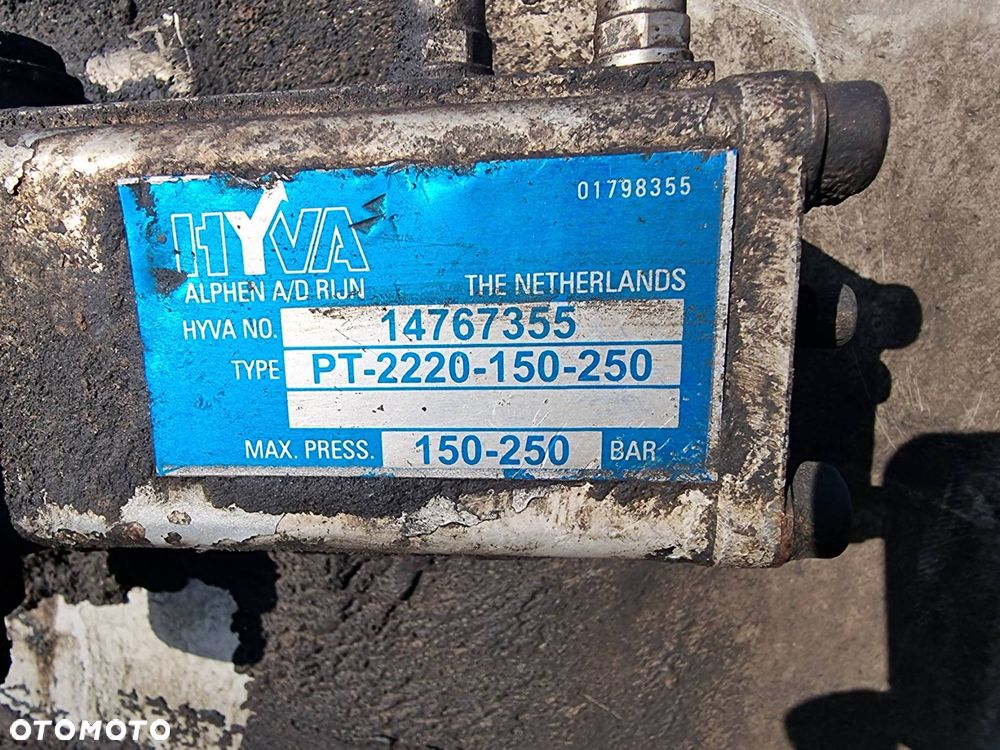 01798355
HYVA
ALPHEN A/D RIJN THE NETHERLANDS
HYVA NO. 14767355
TYPE PT-2220-150-250
MAX. PRESS. 150-250 BAR
OTOMOTO